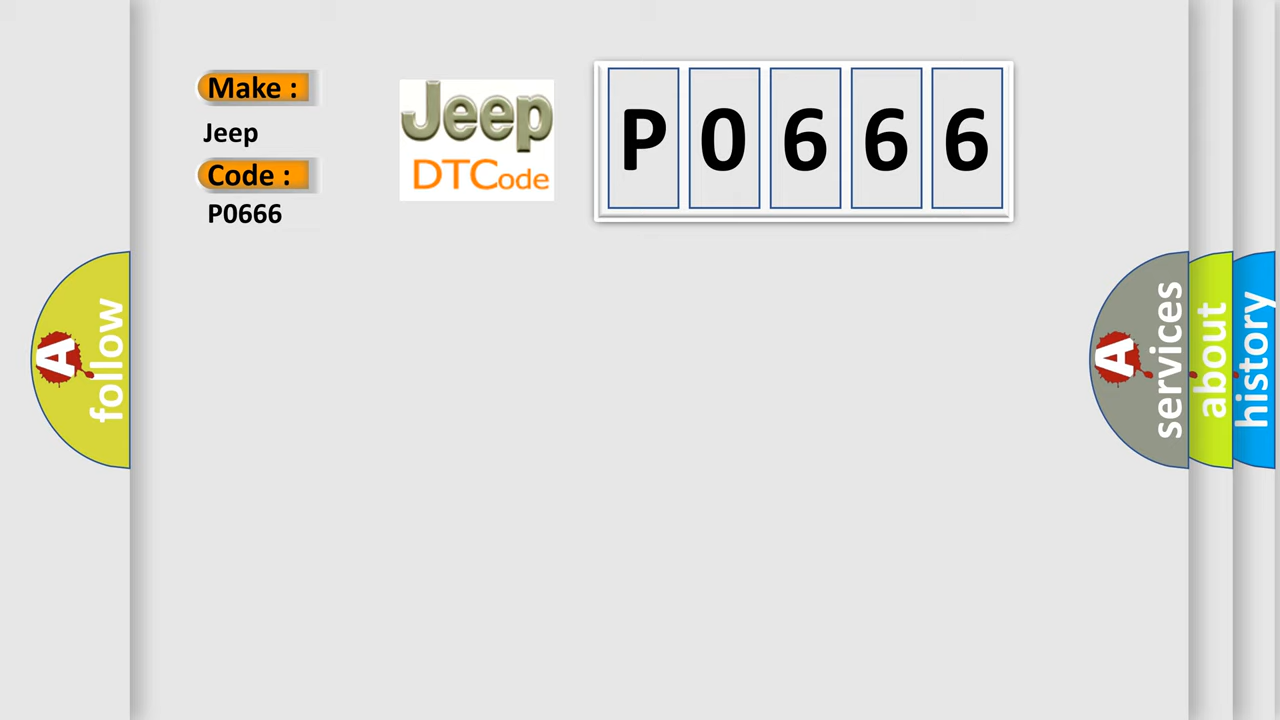 Make :
Jeep
Code :
P0666
Jeep
DTCode
P0666
A follow
A services
about
history